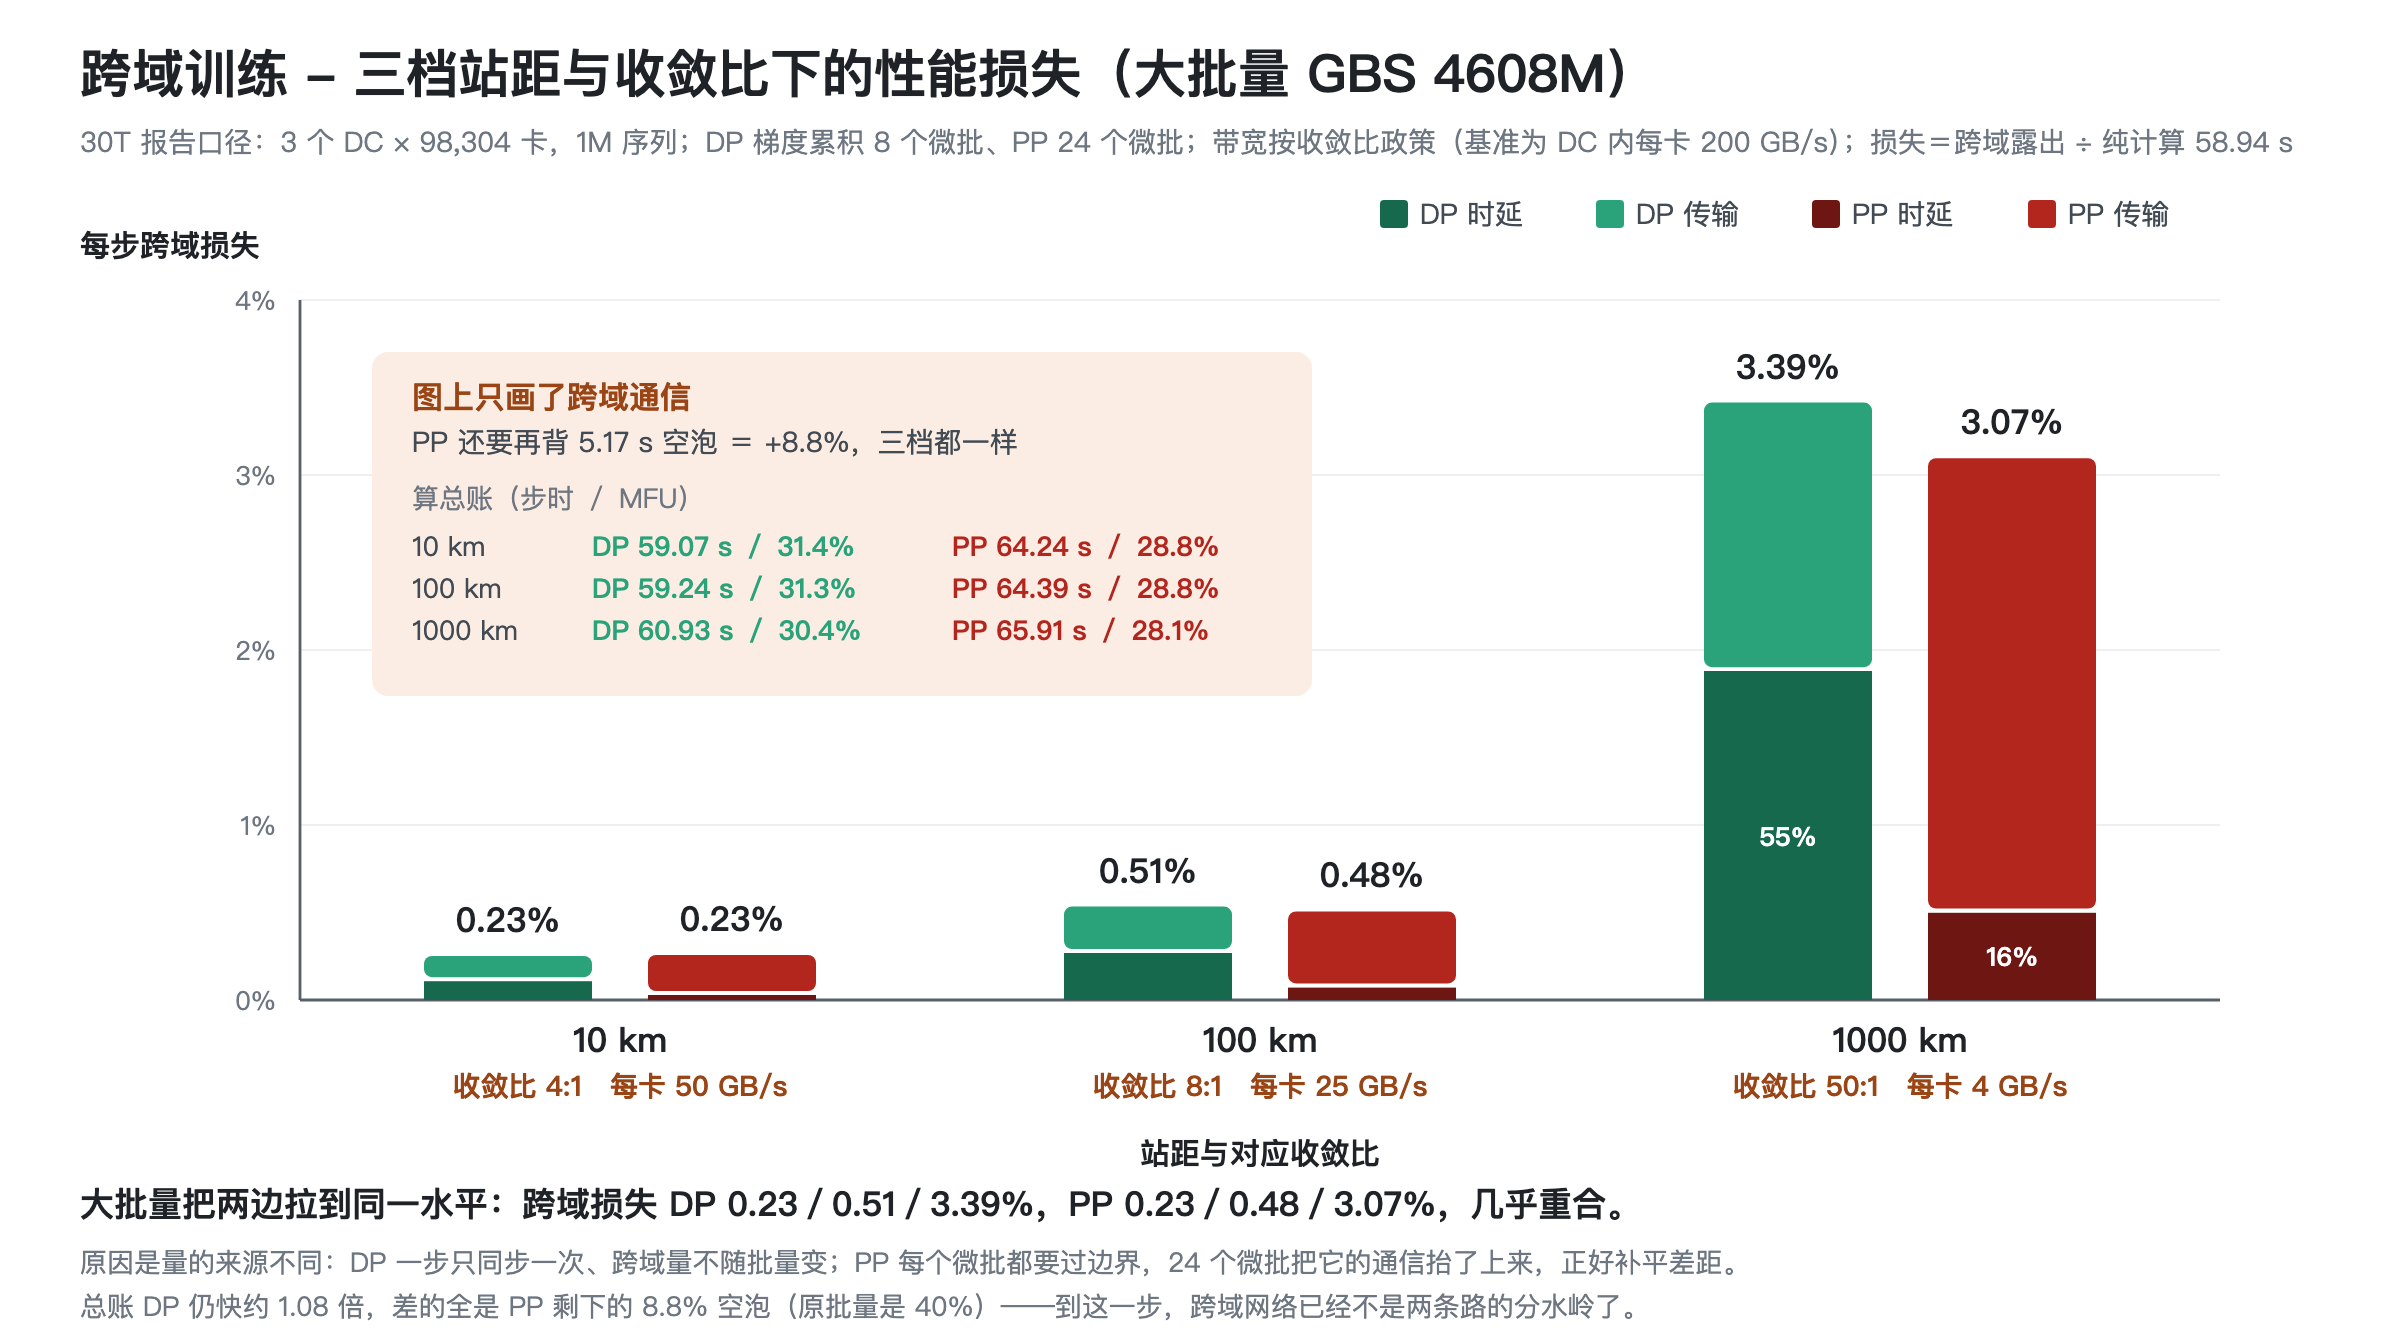 跨域训练 – 三档站距与收敛比下的性能损失（大批量 GBS 4608M）
30T 报告口径：3 个 DC × 98,304 卡，1M 序列；DP 梯度累积 8 个微批、PP 24 个微批；带宽按收敛比政策（基准为 DC 内每卡 200 GB/s）；损失＝跨域露出 ÷ 纯计算 58.94 s
DP 时延 DP 传输 PP 时延 PP 传输
每步跨域损失
4%
3%
2%
1%
0%
图上只画了跨域通信
PP 还要再背 5.17 s 空泡 ＝ +8.8%，三档都一样
算总账（步时 / MFU）
10 km DP 59.07 s / 31.4% PP 64.24 s / 28.8%
100 km DP 59.24 s / 31.3% PP 64.39 s / 28.8%
1000 km DP 60.93 s / 30.4% PP 65.91 s / 28.1%
0.23% 0.23%
0.51% 0.48%
3.39% 3.07%
55% 16%
10 km
收敛比 4:1 每卡 50 GB/s
100 km
收敛比 8:1 每卡 25 GB/s
1000 km
收敛比 50:1 每卡 4 GB/s
站距与对应收敛比
大批量把两边拉到同一水平：跨域损失 DP 0.23 / 0.51 / 3.39%，PP 0.23 / 0.48 / 3.07%，几乎重合。
原因是量的来源不同：DP 一步只同步一次、跨域量不随批量变；PP 每个微批都要过边界，24 个微批把它的通信抬了上来，正好补平差距。
总账 DP 仍快约 1.08 倍，差的全是 PP 剩下的 8.8% 空泡（原批量是 40%）——到这一步，跨域网络已经不是两条路的分水岭了。